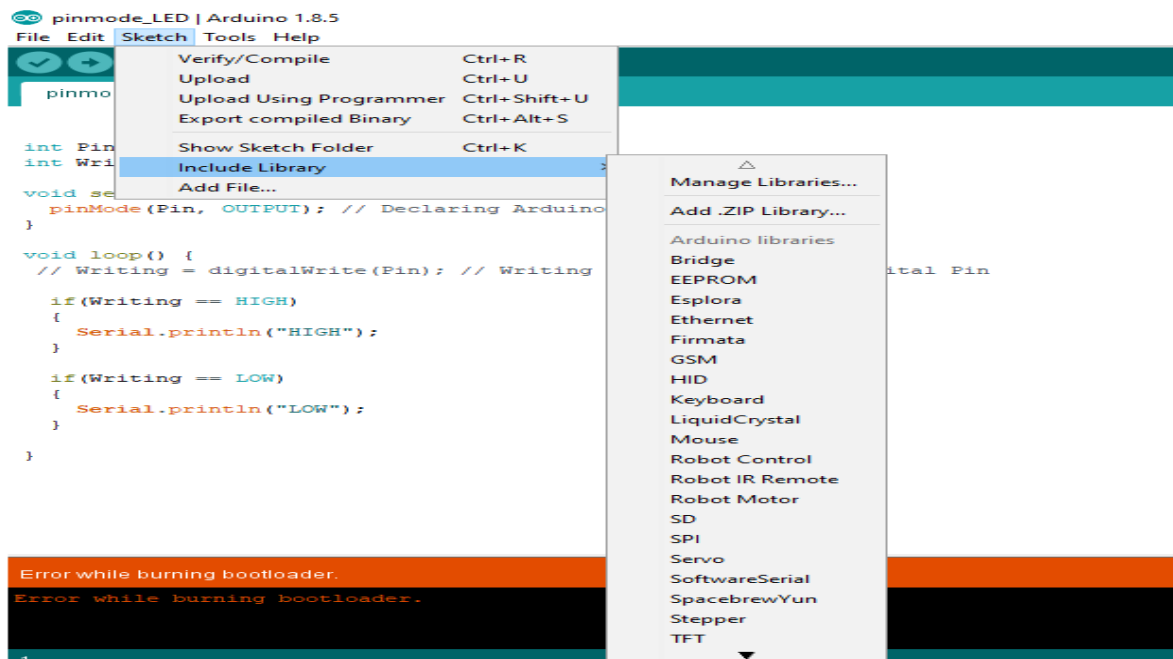 pinmode_LED | Arduino 1.8.5
File Edit Sketch Tools Help
Verify/Compile Ctrl+R
Upload Ctrl+U
Upload Using Programmer Ctrl+Shift+U
Export compiled Binary Ctrl+Alt+S
Show Sketch Folder Ctrl+K
Include Library
Add File...
pinmo
int Pin
int Wri
void se
pinMode(Pin, OUTPUT); // Declaring Arduino
}
void loop() {
// Writing = digitalWrite(Pin); // Writing ital Pin
if(Writing == HIGH)
{
Serial.println("HIGH");
}
if(Writing == LOW)
{
Serial.println("LOW");
}
}
Manage Libraries...
Add .ZIP Library...
Arduino libraries
Bridge
EEPROM
Esplora
Ethernet
Firmata
GSM
HID
Keyboard
LiquidCrystal
Mouse
Robot Control
Robot IR Remote
Robot Motor
SD
SPI
Servo
SoftwareSerial
SpacebrewYun
Stepper
TFT
Error while burning bootloader.
Error while burning bootloader.